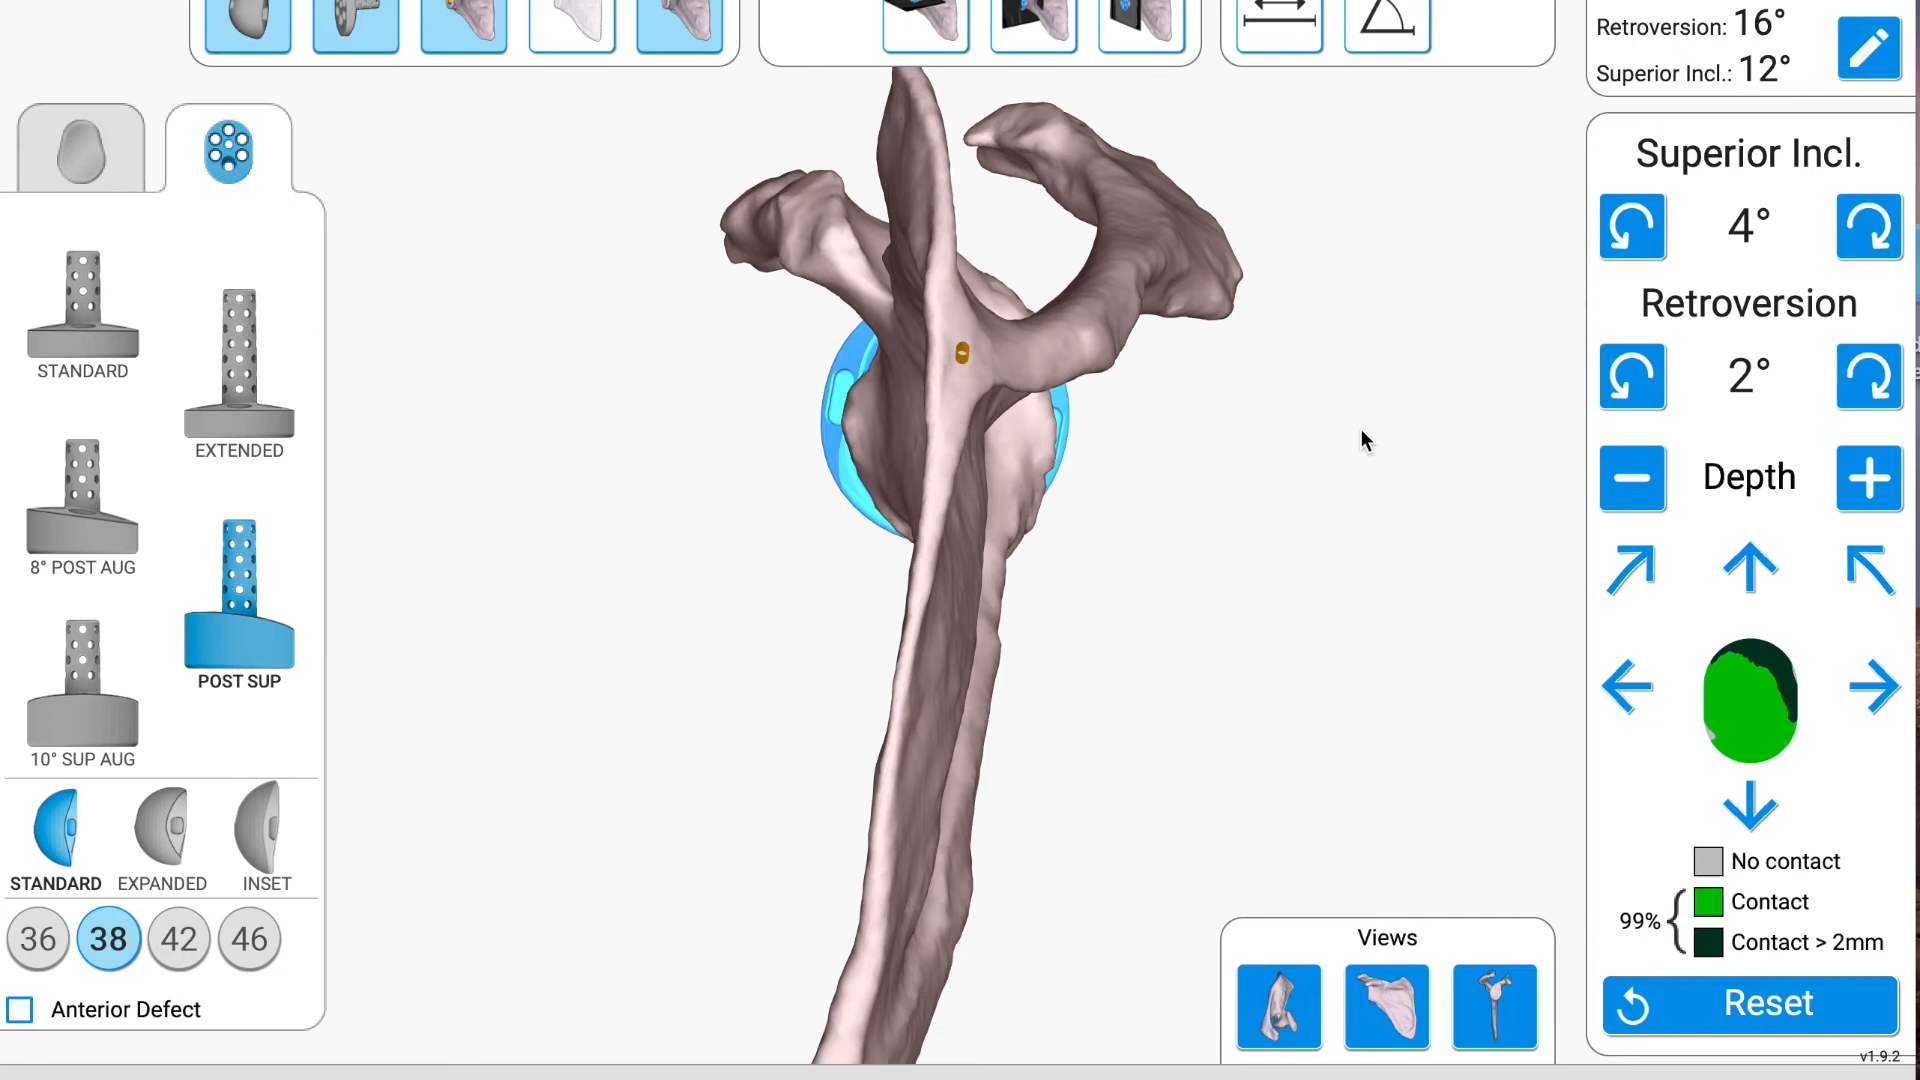 Retroversion: 16°
Superior Incl.: 12°
Superior Incl.
4°
Retroversion
2°
Depth
STANDARD
EXTENDED
8° POST AUG
POST SUP
10° SUP AUG
STANDARD EXPANDED INSET
36 38 42 46
Anterior Defect
Views
No contact
99%
Contact
Contact > 2mm
Reset
v1.9.2